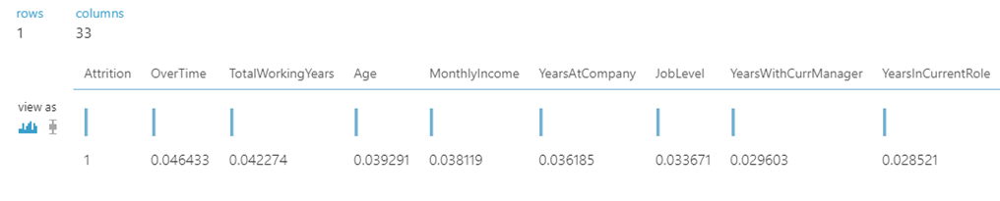 rows columns
1 33
Attrition OverTime TotalWorkingYears Age MonthlyIncome YearsAtCompany JobLevel YearsWithCurrManager YearsInCurrentRole
view as
1 0.046433 0.042274 0.039291 0.038119 0.036185 0.033671 0.029603 0.028521